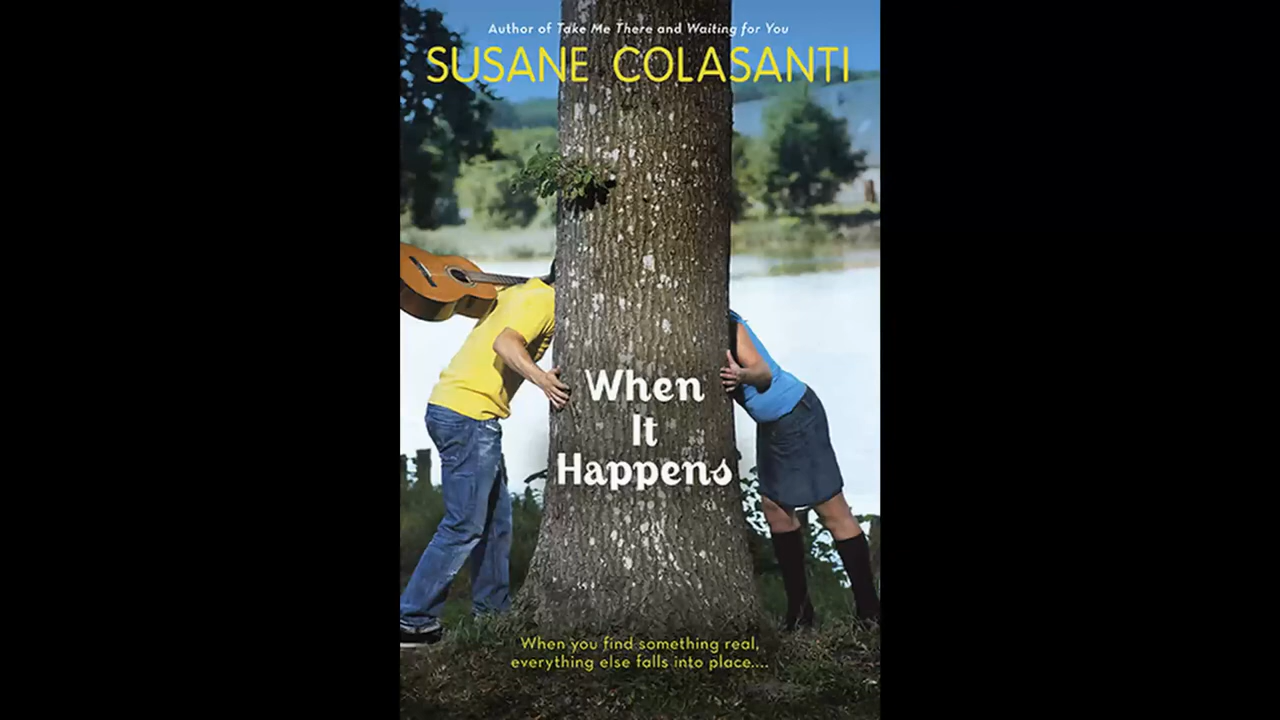 Author of Take Me There and Waiting for You
SUSANE COLASANTI
When
It
Happens
When you find something real,
everything else falls into place....